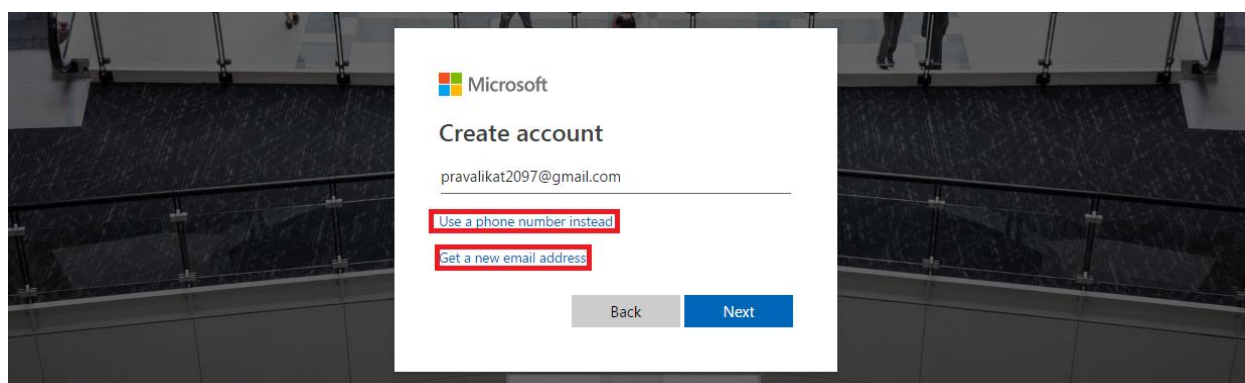 Microsoft
Create account
pravalikat2097@gmail.com
Use a phone number instead
Get a new email address
Back
Next